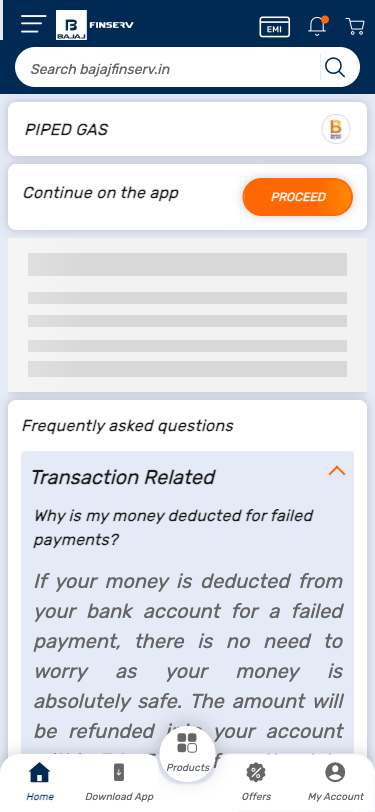 B
BAJAJ
FINSERV
EMI
Search bajajfinserv.in
PIPED GAS
B
Continue on the app
PROCEED
Frequently asked questions
Transaction Related
Why is my money deducted for failed
payments?
If your money is deducted from
your bank account for a failed
payment, there is no need to
worry as your money is
absolutely safe. The amount will
be refunded into your account
Home
Download App
Products
Offers
My Account